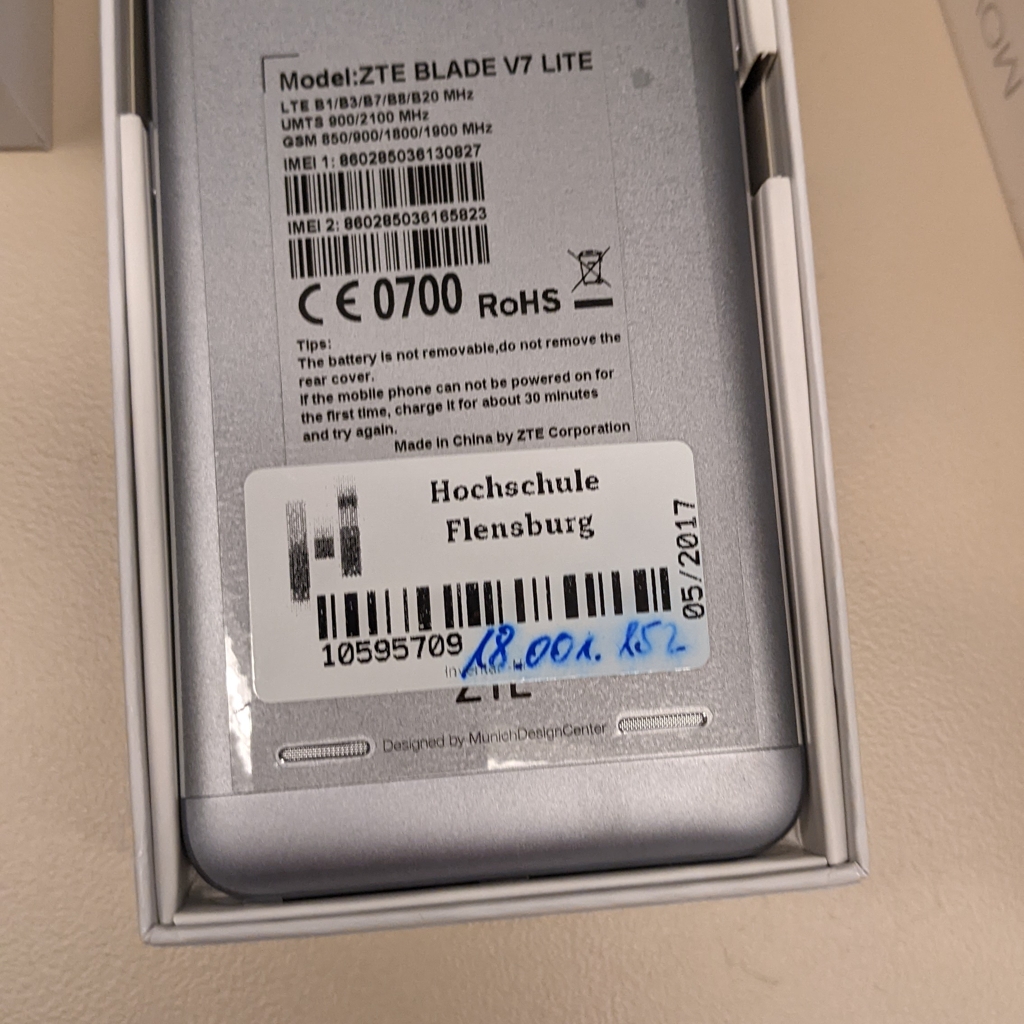 Model:ZTE BLADE V7 LITE
LTE B1/B3/B7/B8/B20 MHz
UMTS 900/2100 MHz
GSM 850/900/1800/1900 MHz
IMEI 1: 860285036130827
IMEI 2: 860285036165823
CE 0700 RoHS
Tips:
The battery is not removable,do not remove the
rear cover.
If the mobile phone can not be powered on for
the first time, charge it for about 30 minutes
and try again.
Made in China by ZTE Corporation
Hochschule
Flensburg
05/2017
10595709 18.001.152
ZTE
Designed by MunichDesignCenter